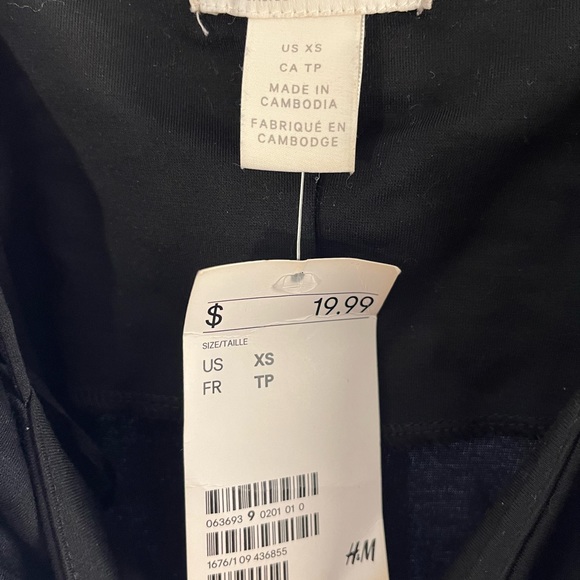 US XS
CA TP
MADE IN
CAMBODIA
FABRIQUÉ EN
CAMBODGE
$ 19.99
SIZE/TAILLE
US XS
FR TP
063693 9 0201 01 0
1676/1 09 436855
H&M